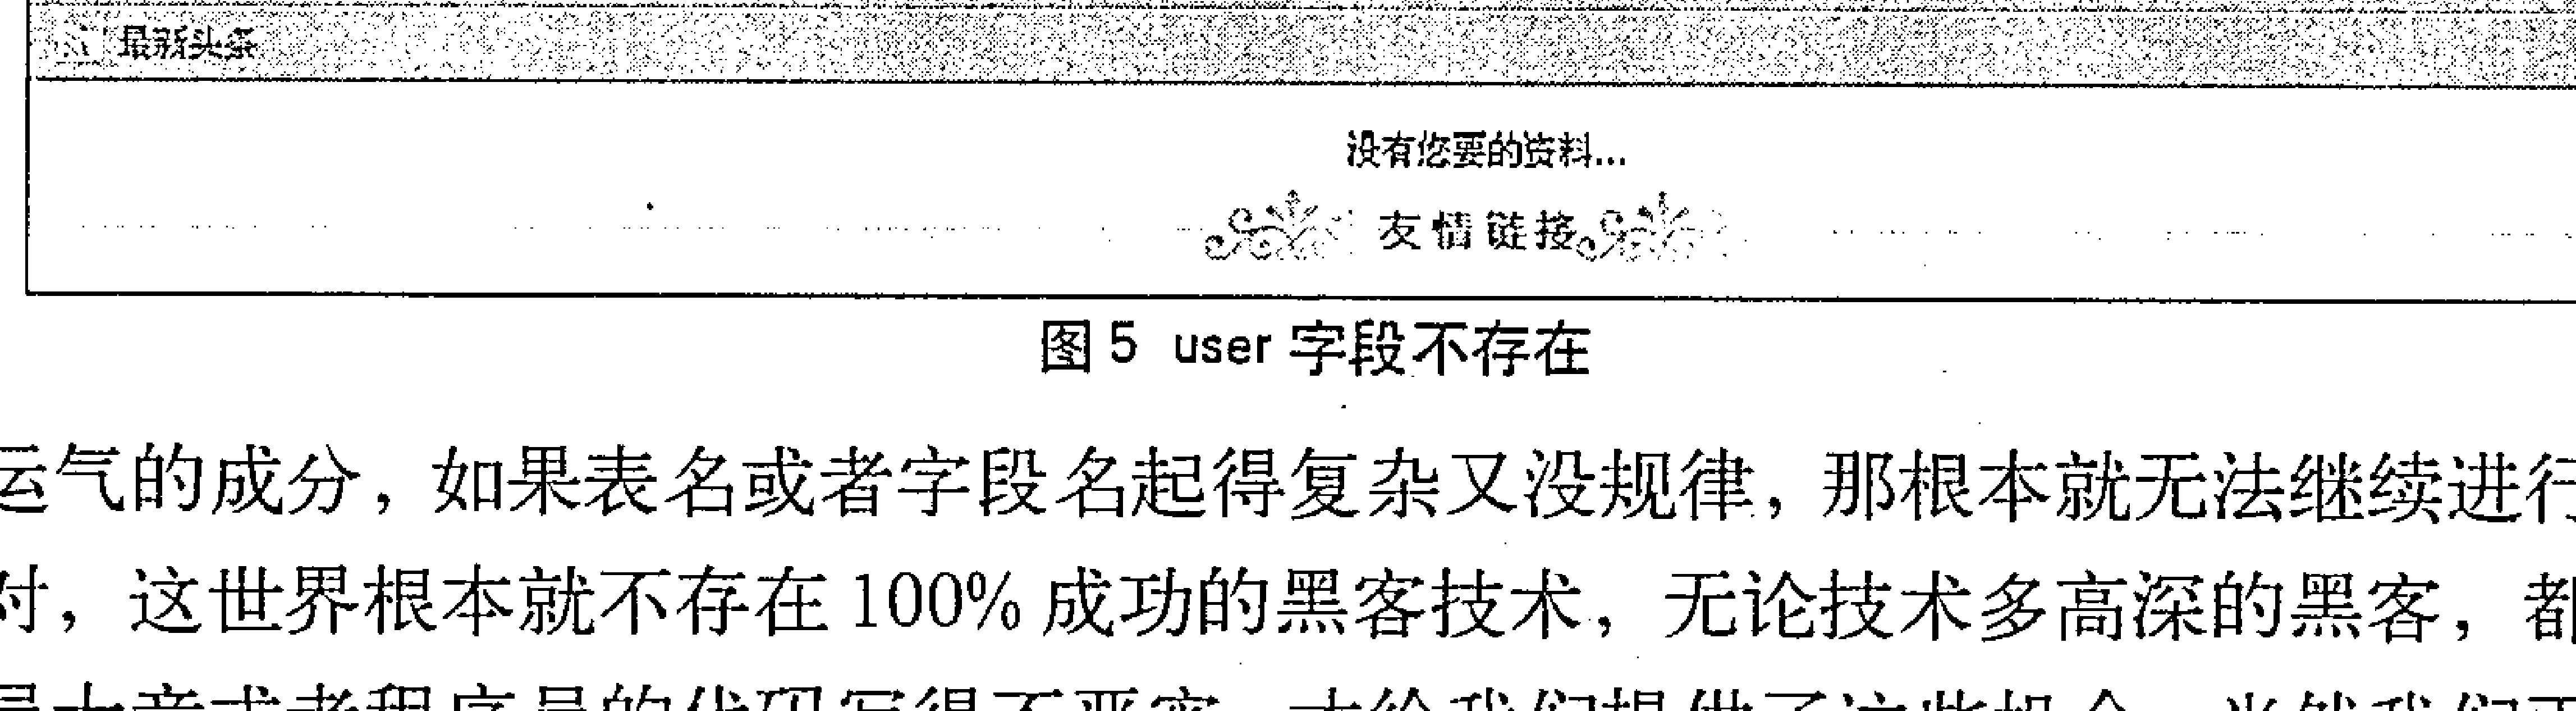 最新头条
没有您要的资料...
友情链接
图 5 user 字段不存在
运气的成分，如果表名或者字段名起得复杂又没规律，那根本就无法继续进行
对，这世界根本就不存在 100% 成功的黑客技术，无论技术多高深的黑客，都